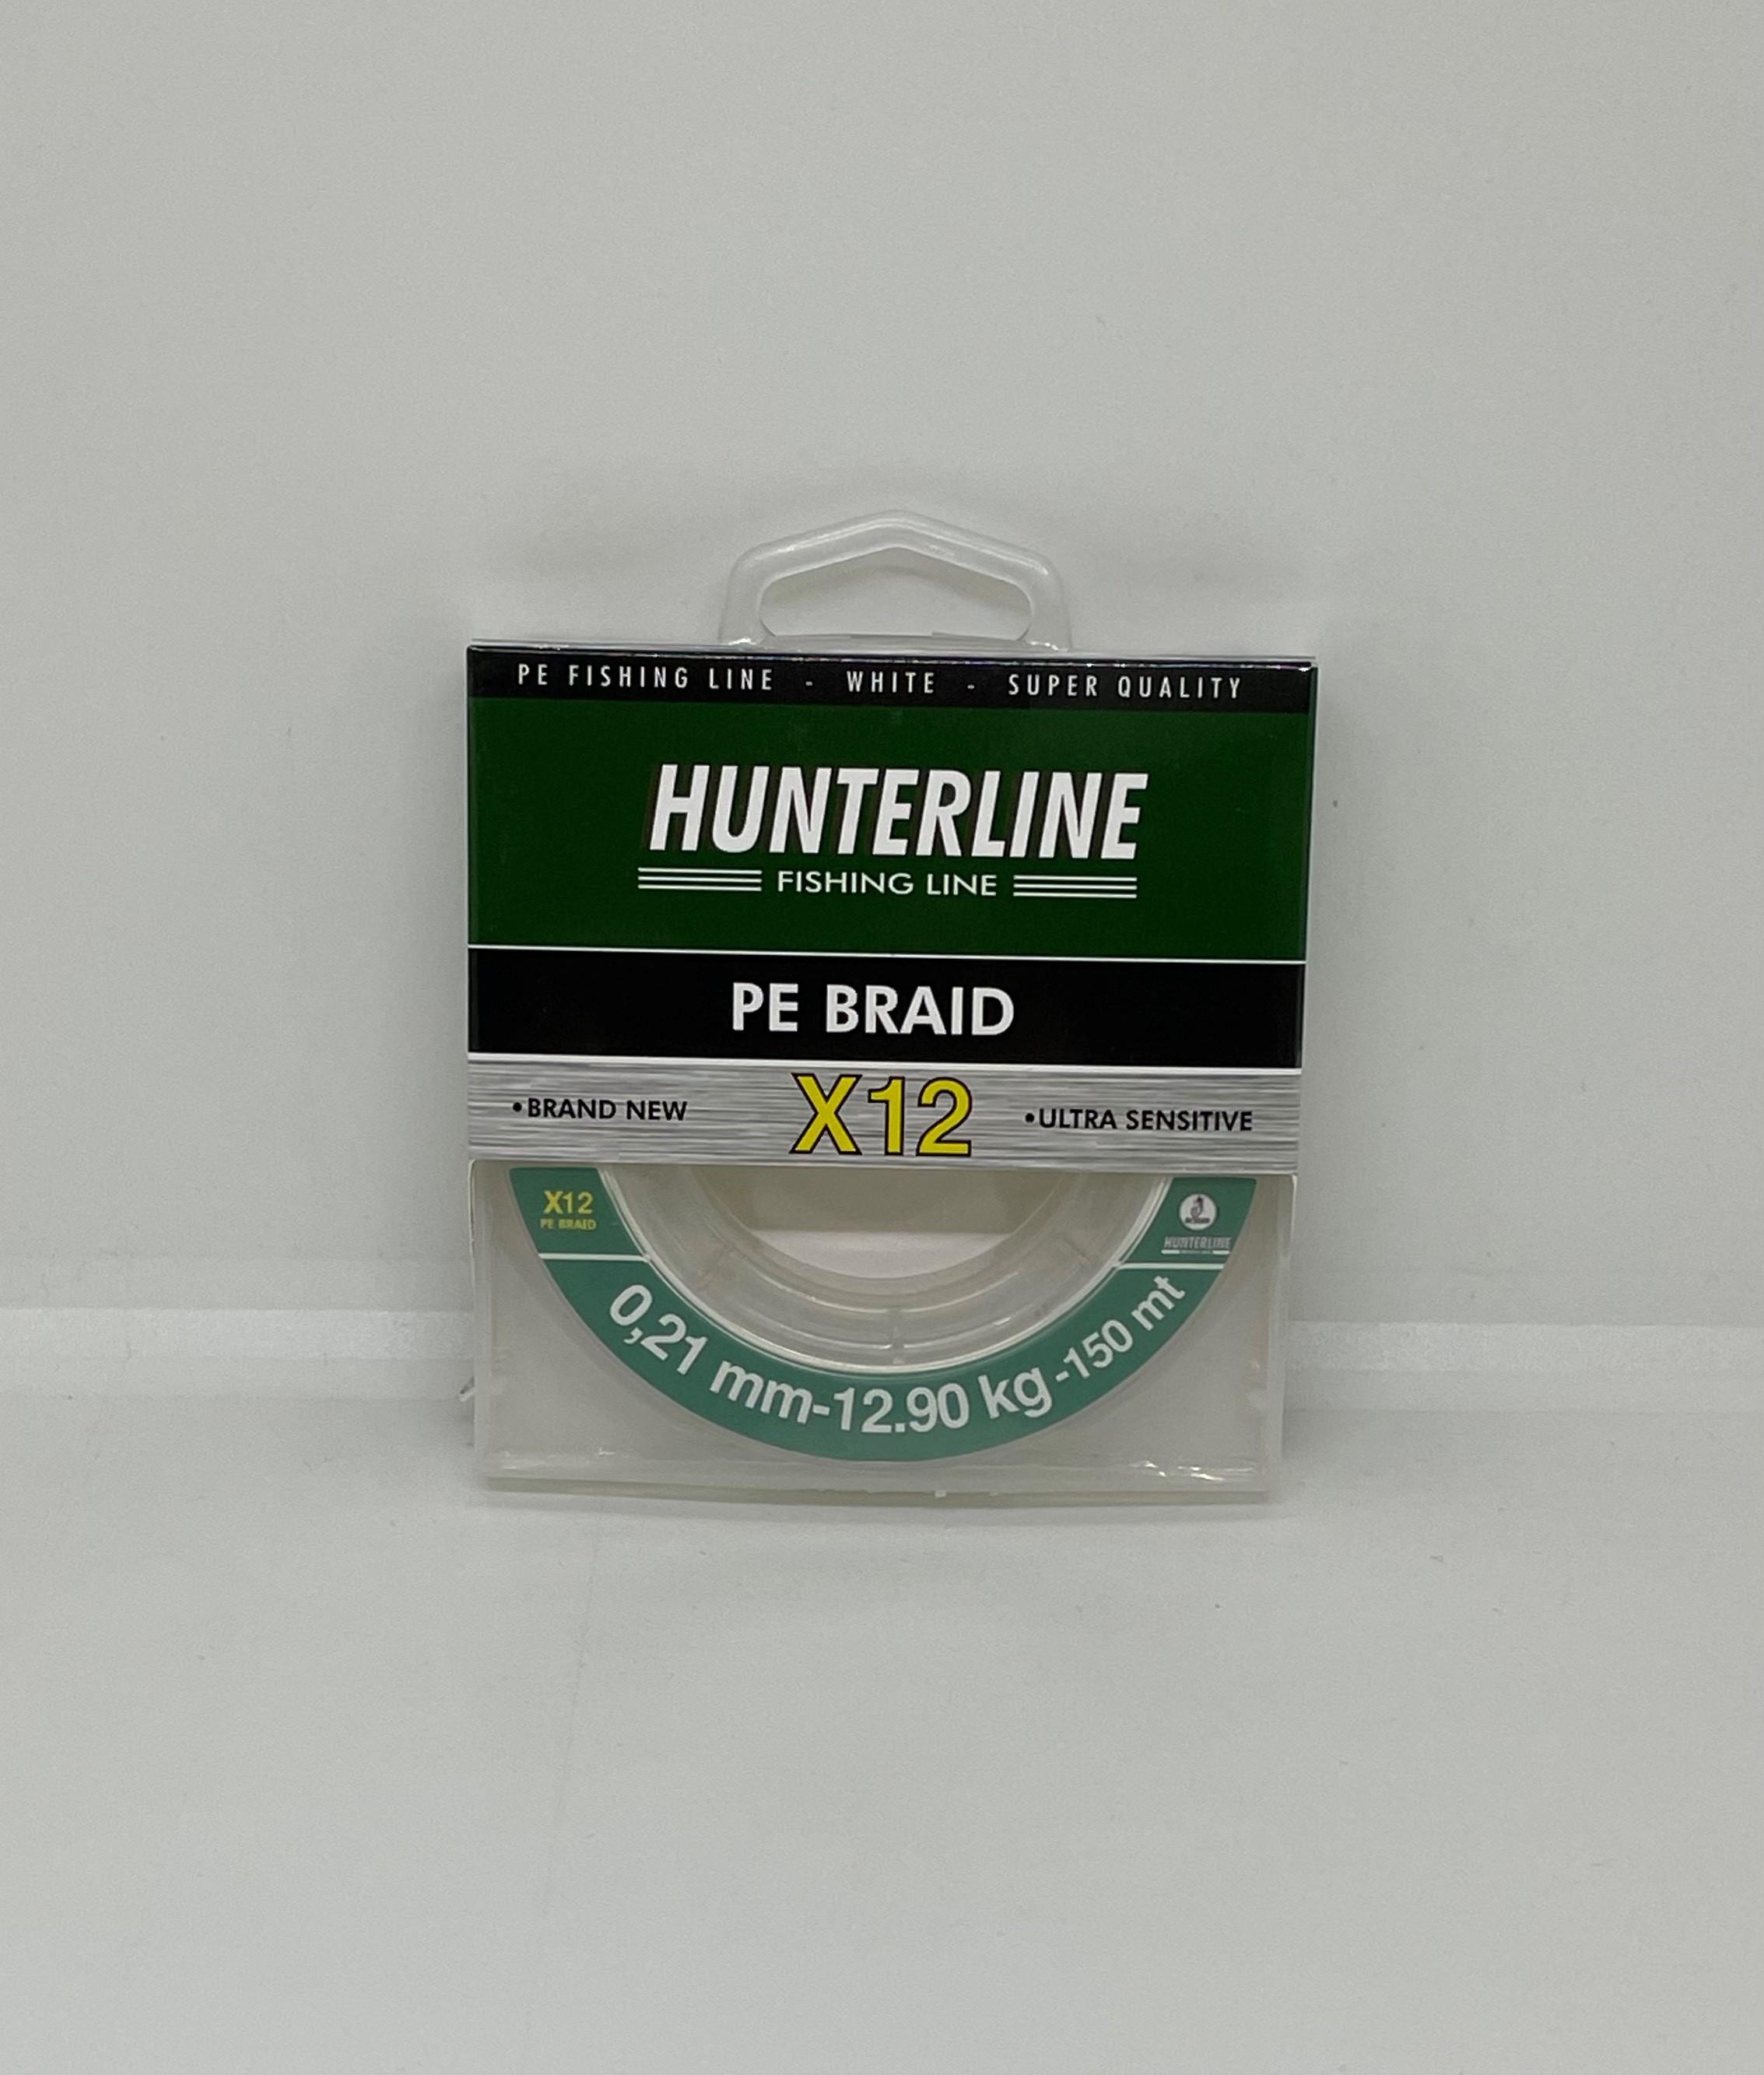 PE FISHING LINE - WHITE - SUPER QUALITY
HUNTERLINE
FISHING LINE
PE BRAID
•BRAND NEW
X12
•ULTRA SENSITIVE
X12
PE BRAID
HUNTERLINE
0,21 mm-12.90 kg-150 mt